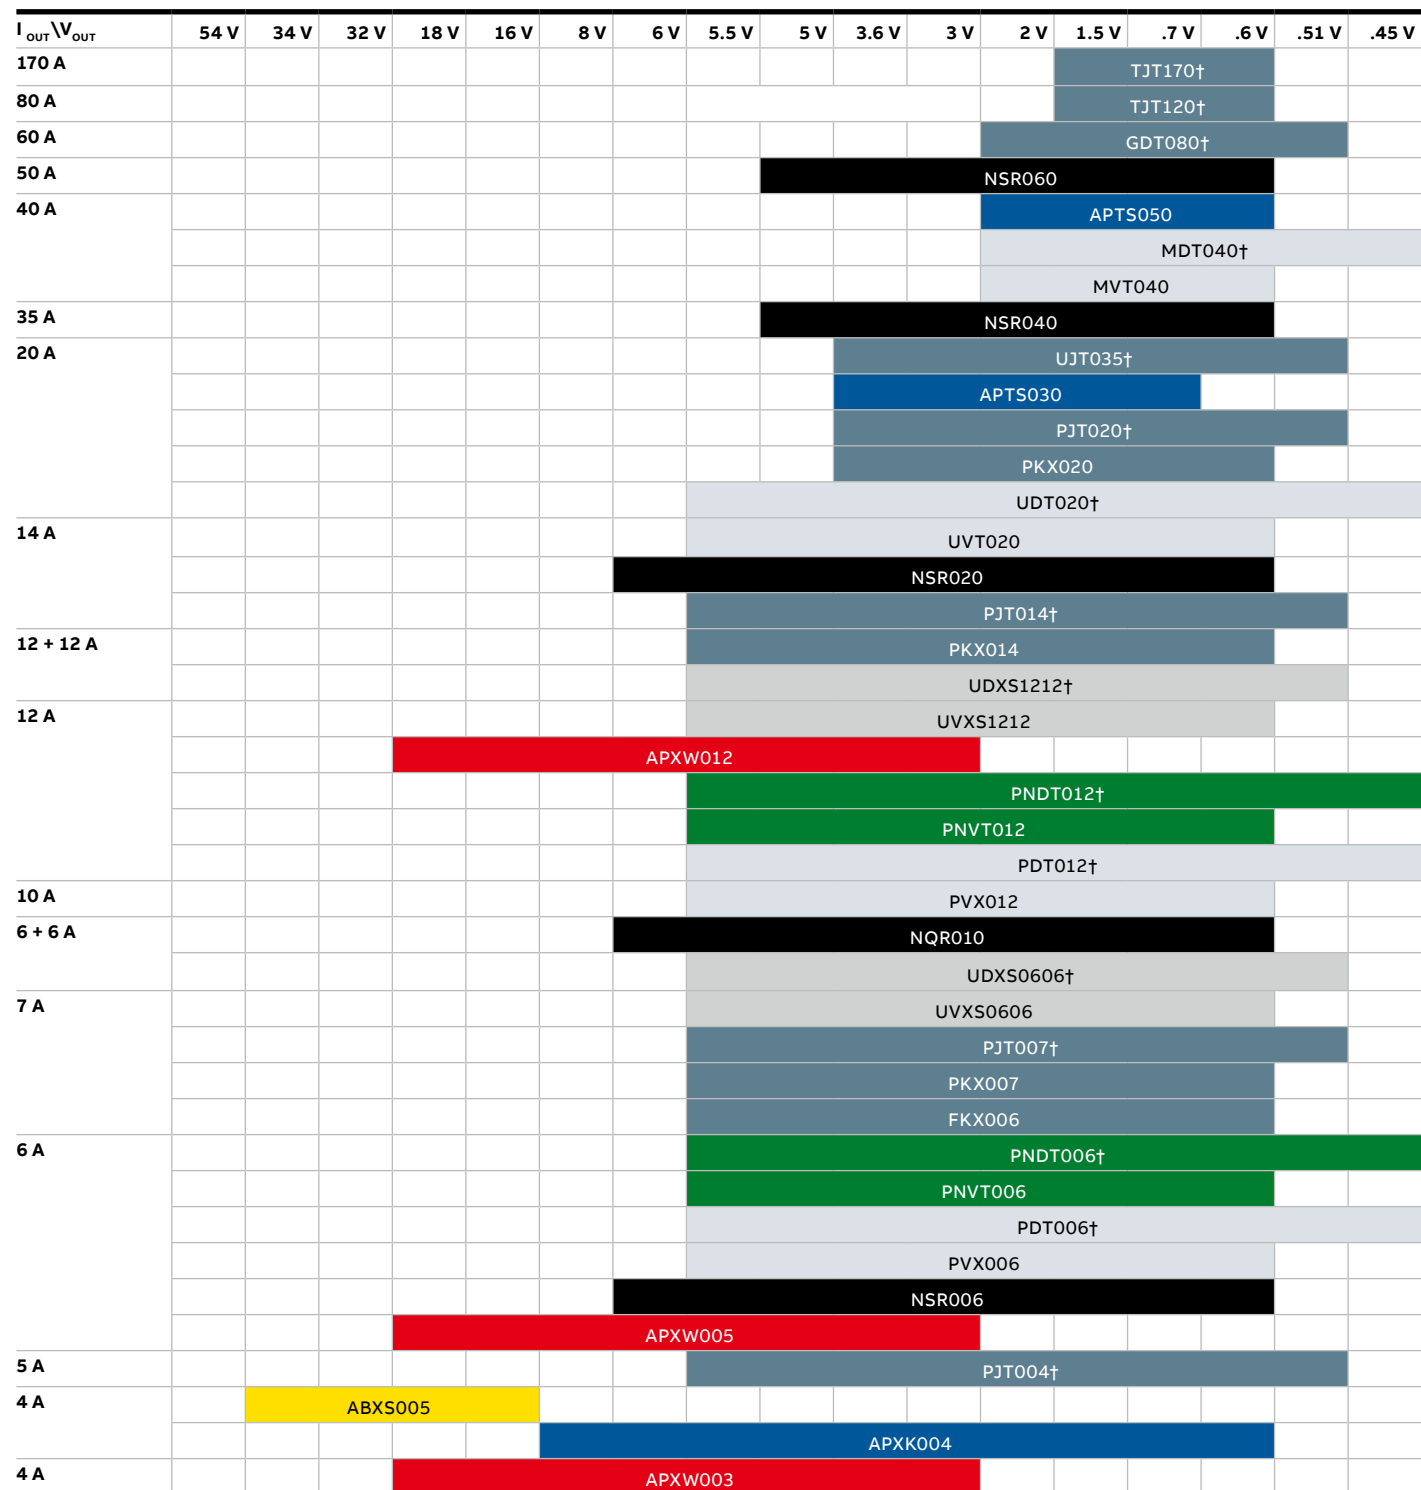 I OUT\VOUT 54 V 34 V 32 V 18 V 16 V 8 V 6 V 5.5 V 5 V 3.6 V 3 V 2 V 1.5 V .7 V .6 V .51 V .45 V
170 A TJT170†
80 A TJT120†
60 A GDT080†
50 A NSR060
40 A APTS050
MDT040†
MVT040
35 A NSR040
20 A UJT035†
APTS030
PJT020†
PKX020
UDT020†
14 A UVT020
NSR020
PJT014†
12 + 12 A PKX014
UDXS1212†
12 A UVXS1212
APXW012
PNDT012†
PNVT012
PDT012†
10 A PVX012
6 + 6 A NQR010
UDXS0606†
7 A UVXS0606
PJT007†
PKX007
FKX006
6 A PNDT006†
PNVT006
PDT006†
PVX006
NSR006
APXW005
5 A PJT004†
4 A ABXS005
APXK004
4 A APXW003